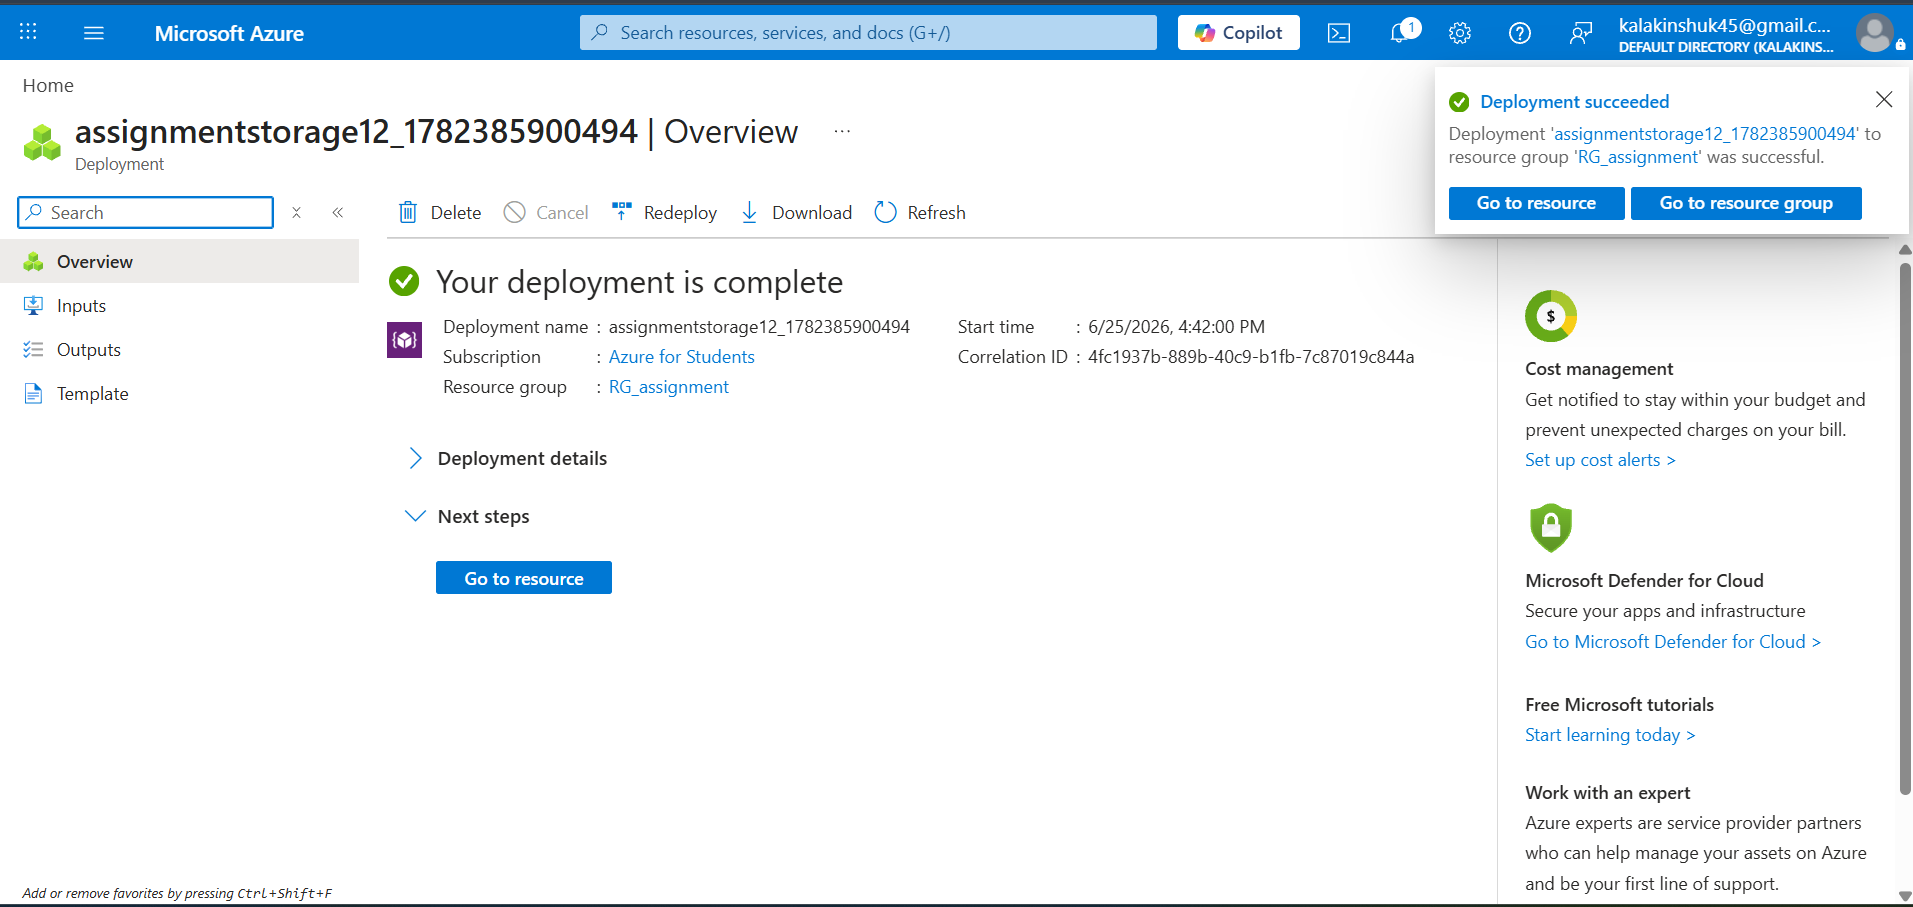 Microsoft Azure
Search resources, services, and docs (G+/)
Copilot
1
kalakinshuk45@gmail.c...
DEFAULT DIRECTORY (KALAKINS...
Home
assignmentstorage12_1782385900494 | Overview ...
Deployment
Search
Delete
Cancel
Redeploy
Download
Refresh
Deployment succeeded
Deployment 'assignmentstorage12_1782385900494' to
resource group 'RG_assignment' was successful.
Go to resource
Go to resource group
Overview
Inputs
Outputs
Template
Your deployment is complete
Deployment name : assignmentstorage12_1782385900494
Subscription : Azure for Students
Resource group : RG_assignment
Start time : 6/25/2026, 4:42:00 PM
Correlation ID : 4fc1937b-889b-40c9-b1fb-7c87019c844a
Deployment details
Next steps
Go to resource
$
Cost management
Get notified to stay within your budget and
prevent unexpected charges on your bill.
Set up cost alerts >
Microsoft Defender for Cloud
Secure your apps and infrastructure
Go to Microsoft Defender for Cloud >
Free Microsoft tutorials
Start learning today >
Work with an expert
Azure experts are service provider partners
who can help manage your assets on Azure
and be your first line of support.
Add or remove favorites by pressing Ctrl+Shift+F